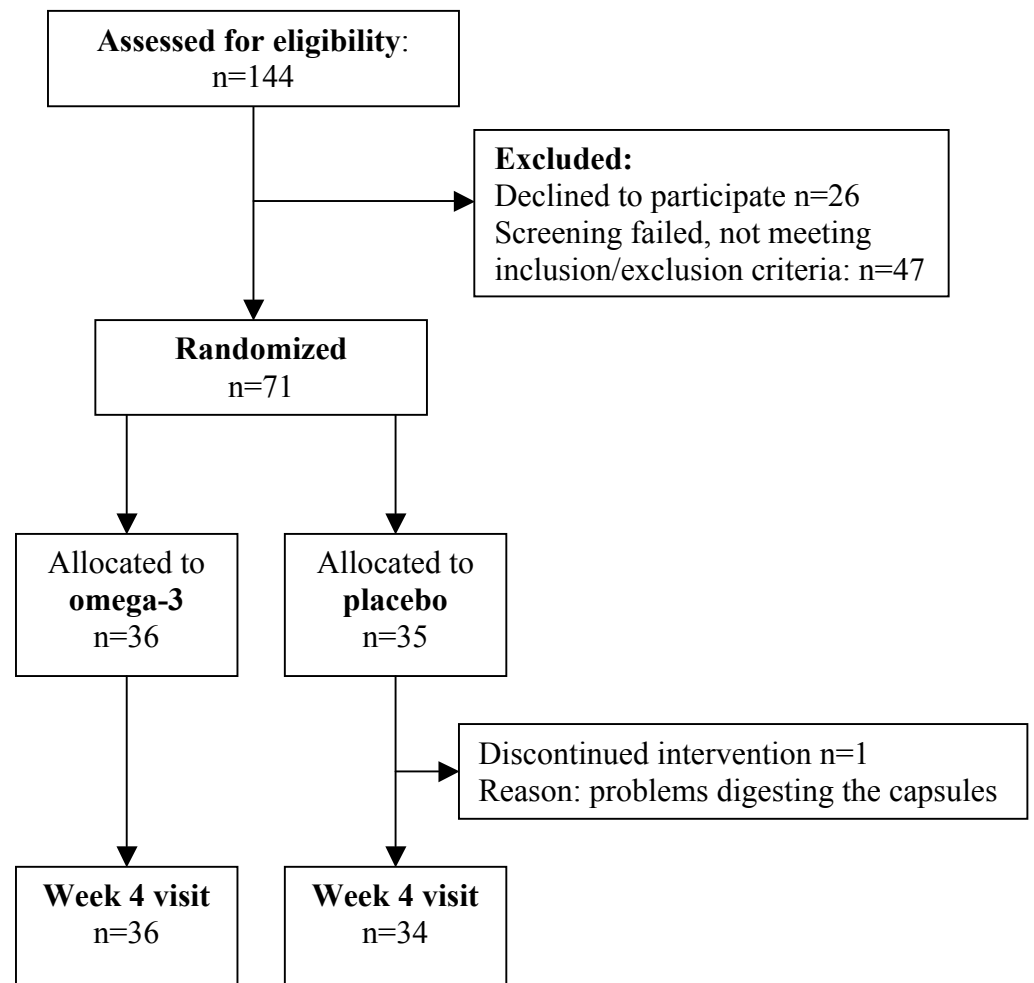 Assessed for eligibility:
n=144
Excluded:
Declined to participate n=26
Screening failed, not meeting
inclusion/exclusion criteria: n=47
Randomized
n=71
Allocated to
omega-3
n=36
Allocated to
placebo
n=35
Discontinued intervention n=1
Reason: problems digesting the capsules
Week 4 visit
n=36
Week 4 visit
n=34